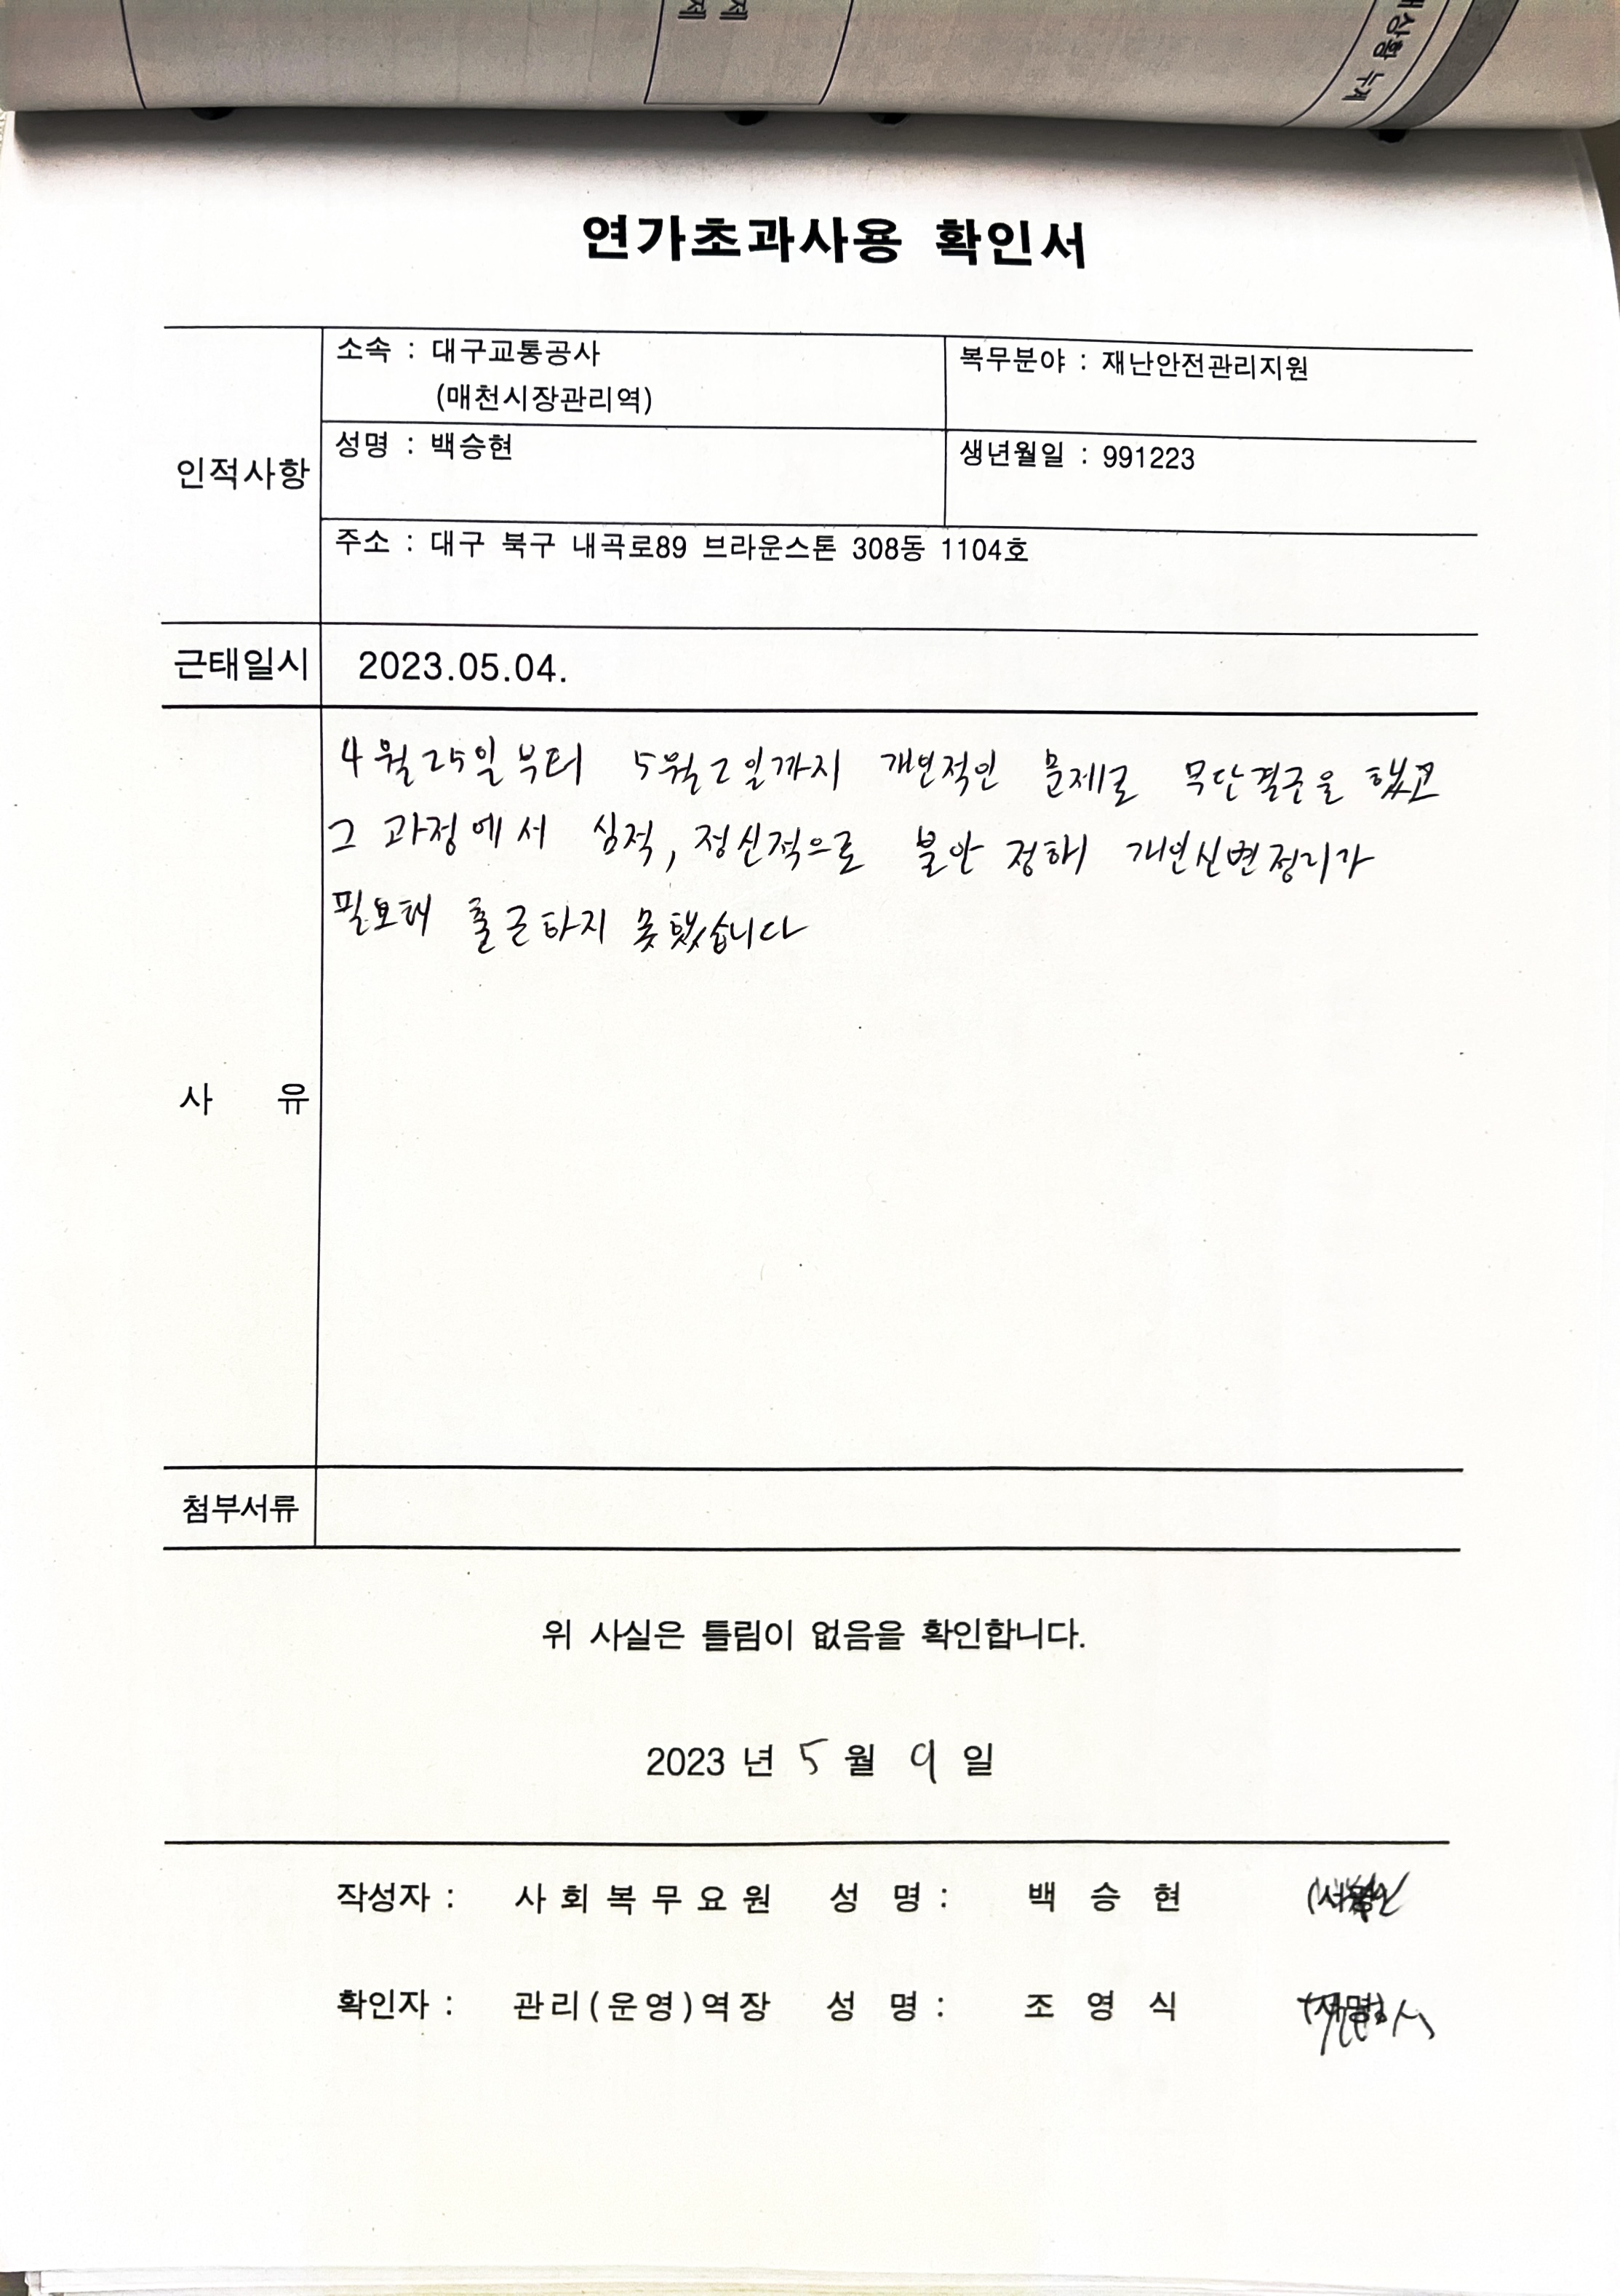 제
제
상황 누계
연가초과사용 확인서
인적사항
소속 : 대구교통공사
(매천시장관리역)
복무분야 : 재난안전관리지원
성명 : 백승현
생년월일 : 991223
주소 : 대구 북구 내곡로89 브라운스톤 308동 1104호
근태일시
2023.05.04.
사 유
4월25일부터 5월2일까지 개인적인 문제로 무단결근을 했고
그 과정에서 심적, 정신적으로 불안정해 개인신변정리가
필요해 출근하지 못했습니다
첨부서류
위 사실은 틀림이 없음을 확인합니다.
2023 년 5 월 9 일
작성자 : 사회복무요원 성 명 : 백 승 현
확인자 : 관리(운영)역장 성 명 : 조 영 식